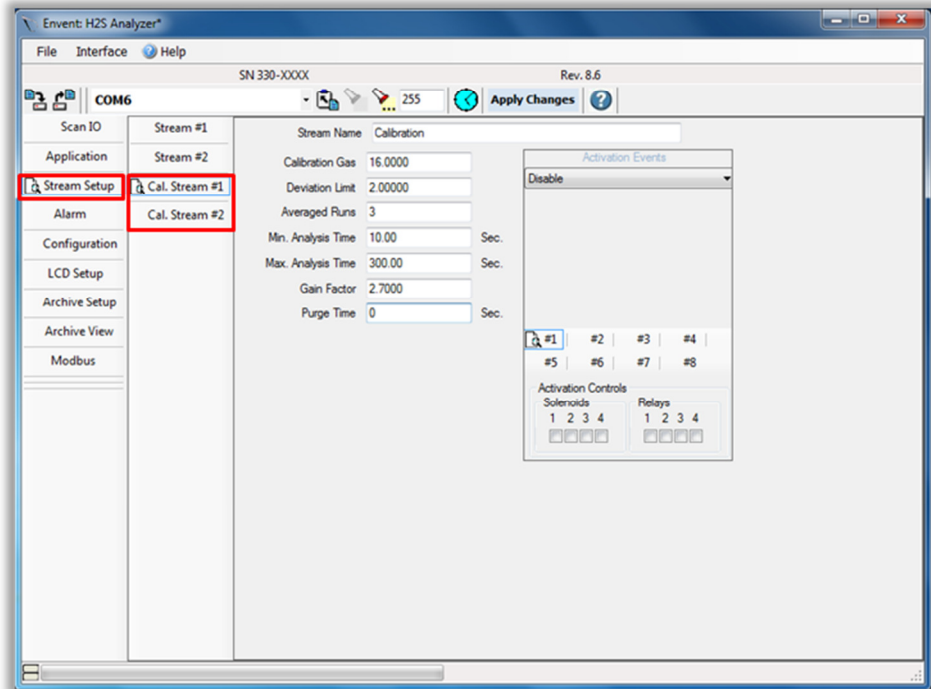 Envent: H2S Analyzer*
File Interface Help
SN 330-XXXX Rev. 8.6
COM6 255 Apply Changes
Scan IO
Application
Stream Setup
Alarm
Configuration
LCD Setup
Archive Setup
Archive View
Modbus
Stream #1
Stream #2
Cal. Stream #1
Cal. Stream #2
Stream Name Calibration
Calibration Gas 16.0000
Deviation Limit 2.00000
Averaged Runs 3
Min. Analysis Time 10.00 Sec.
Max. Analysis Time 300.00 Sec.
Gain Factor 2.7000
Purge Time 0 Sec.
Activation Events
Disable
#1 #2 #3 #4
#5 #6 #7 #8
Activation Controls
Solenoids Relays
1 2 3 4 1 2 3 4